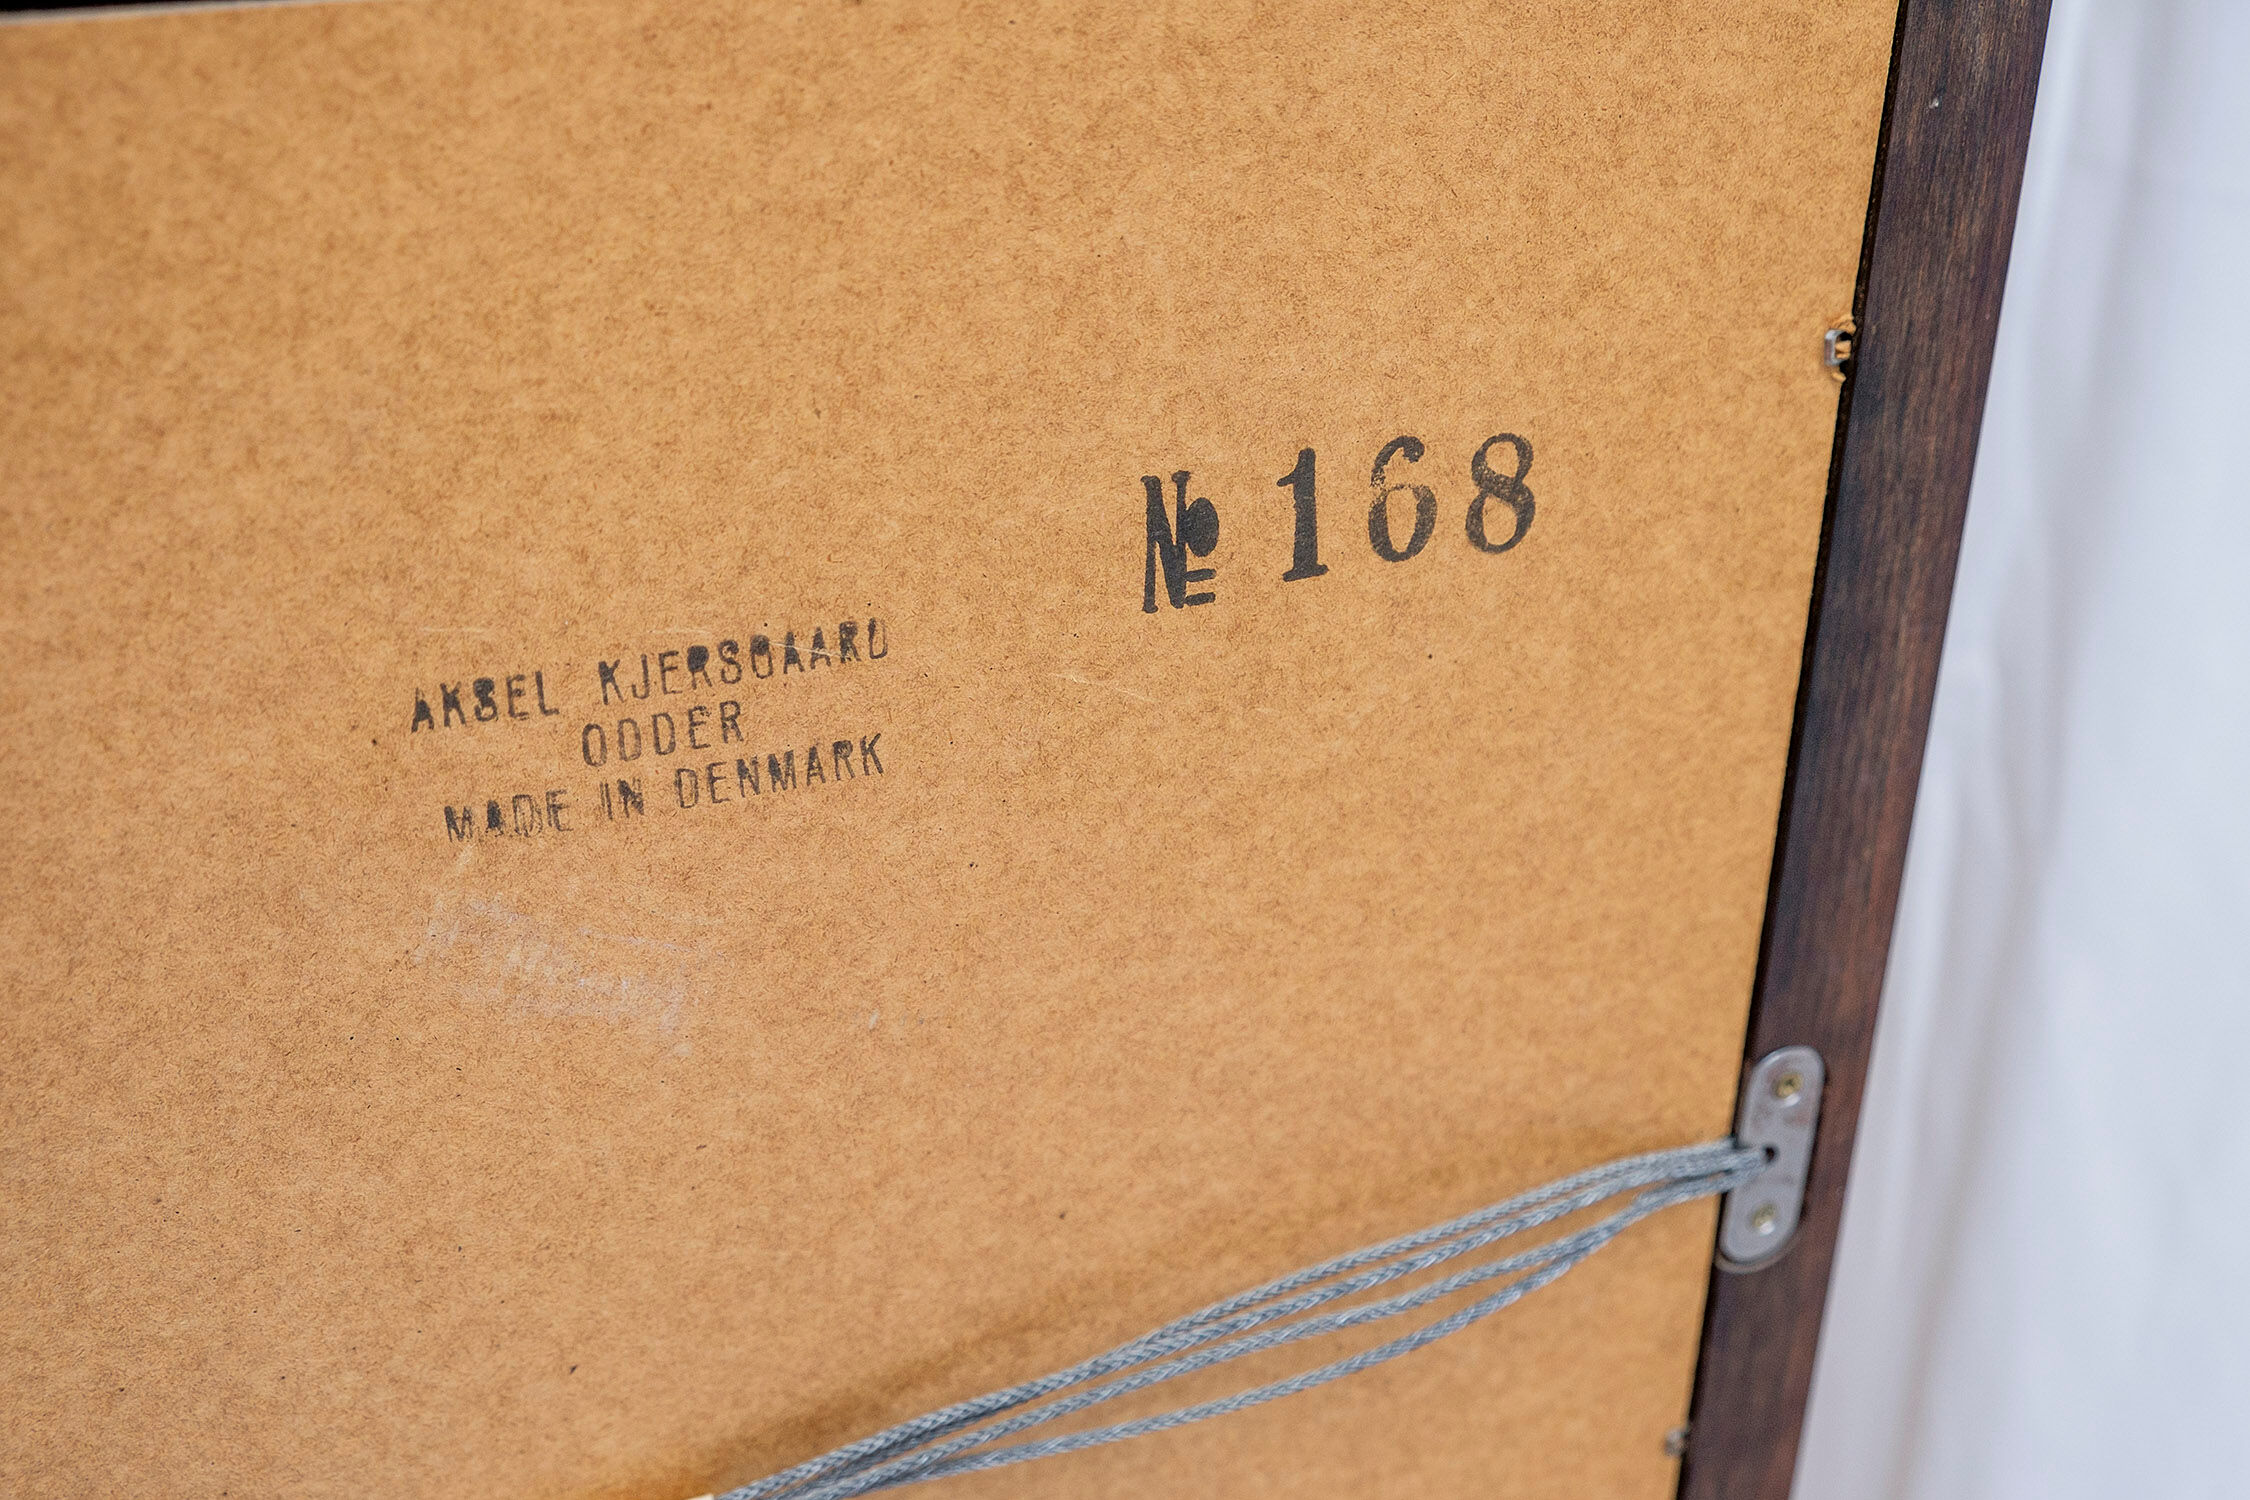 № 168
AKSEL KJERSGAARD
ODDER
MADE IN DENMARK